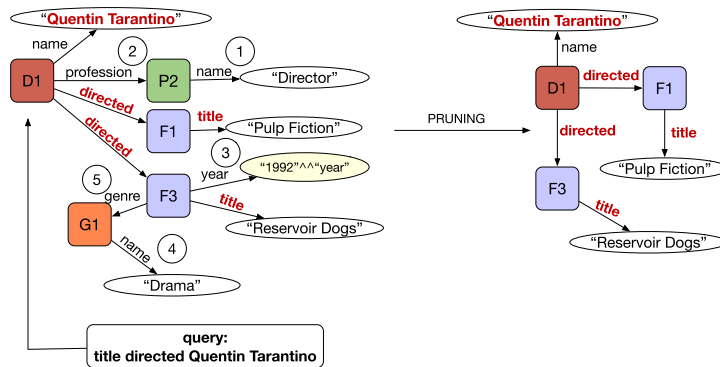 “Quentin Tarantino”
name
2
1
D1
profession
P2
name
“Director”
directed
F1
title
“Pulp Fiction”
directed
3
year
“1992”^^“year”
5
genre
F3
title
“Reservoir Dogs”
G1
name
4
“Drama”
query:
title directed Quentin Tarantino
PRUNING
“Quentin Tarantino”
name
D1
directed
F1
directed
title
“Pulp Fiction”
F3
title
“Reservoir Dogs”